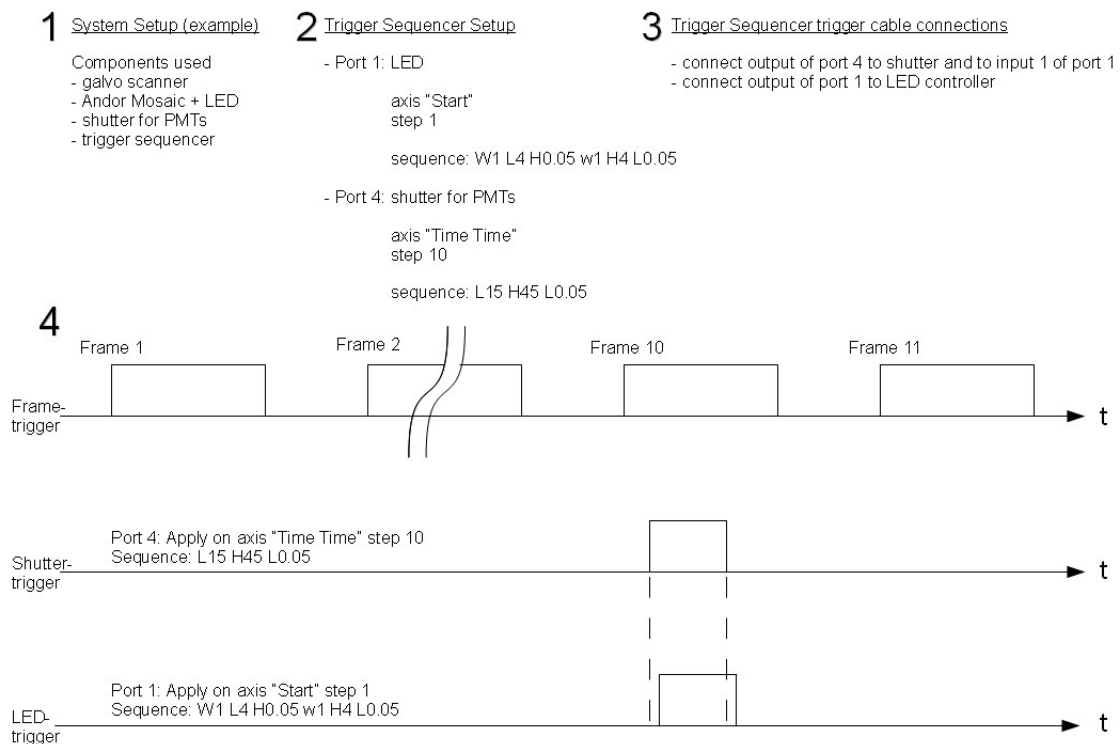 1 System Setup (example)
Components used
- galvo scanner
- Andor Mosaic + LED
- shutter for PMTs
- trigger sequencer
2 Trigger Sequencer Setup
- Port 1: LED
axis "Start"
step 1
sequence: W1 L4 H0.05 w1 H4 L0.05
- Port 4: shutter for PMTs
axis "Time Time"
step 10
sequence: L15 H45 L0.05
3 Trigger Sequencer trigger cable connections
- connect output of port 4 to shutter and to input 1 of port 1
- connect output of port 1 to LED controller
4
Frame 1
Frame 2
Frame 10
Frame 11
Frame-
trigger
t
Port 4: Apply on axis "Time Time" step 10
Sequence: L15 H45 L0.05
Shutter-
trigger
t
Port 1: Apply on axis "Start" step 1
Sequence: W1 L4 H0.05 w1 H4 L0.05
LED-
trigger
t